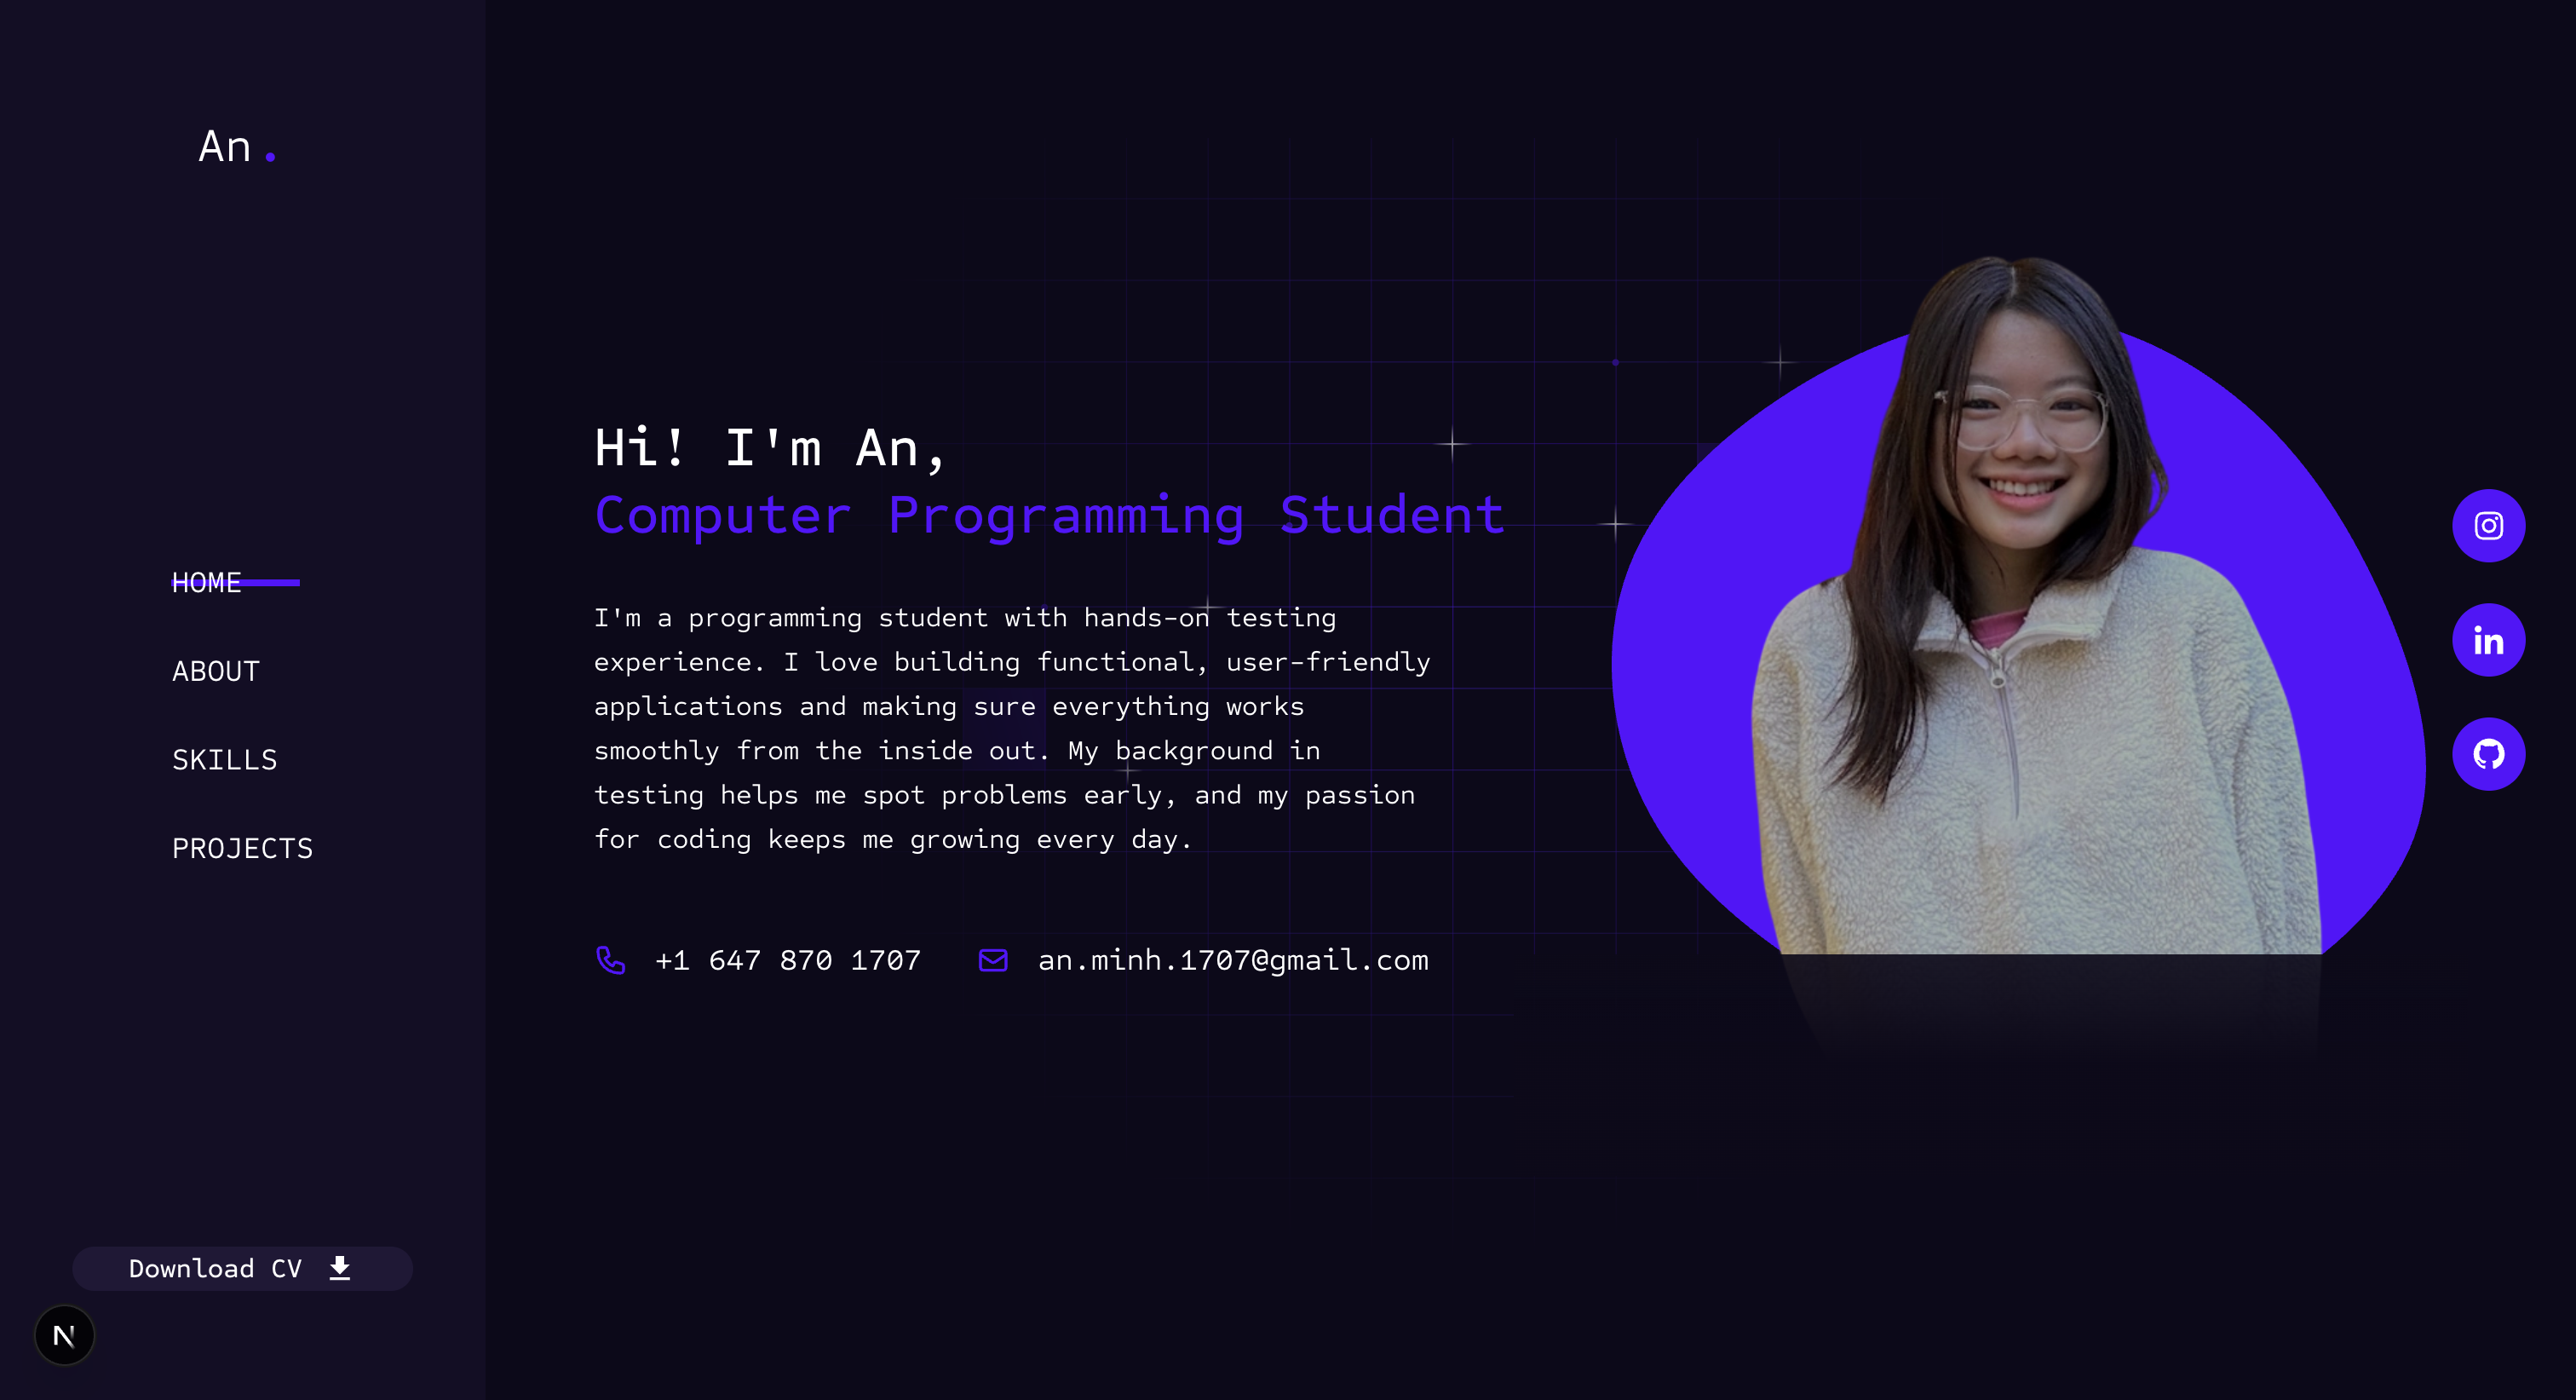 An.
HOME
ABOUT
SKILLS
PROJECTS
Download CV
N
Hi! I'm An,
Computer Programming Student
I'm a programming student with hands-on testing
experience. I love building functional, user-friendly
applications and making sure everything works
smoothly from the inside out. My background in
testing helps me spot problems early, and my passion
for coding keeps me growing every day.
+1 647 870 1707
an.minh.1707@gmail.com
in